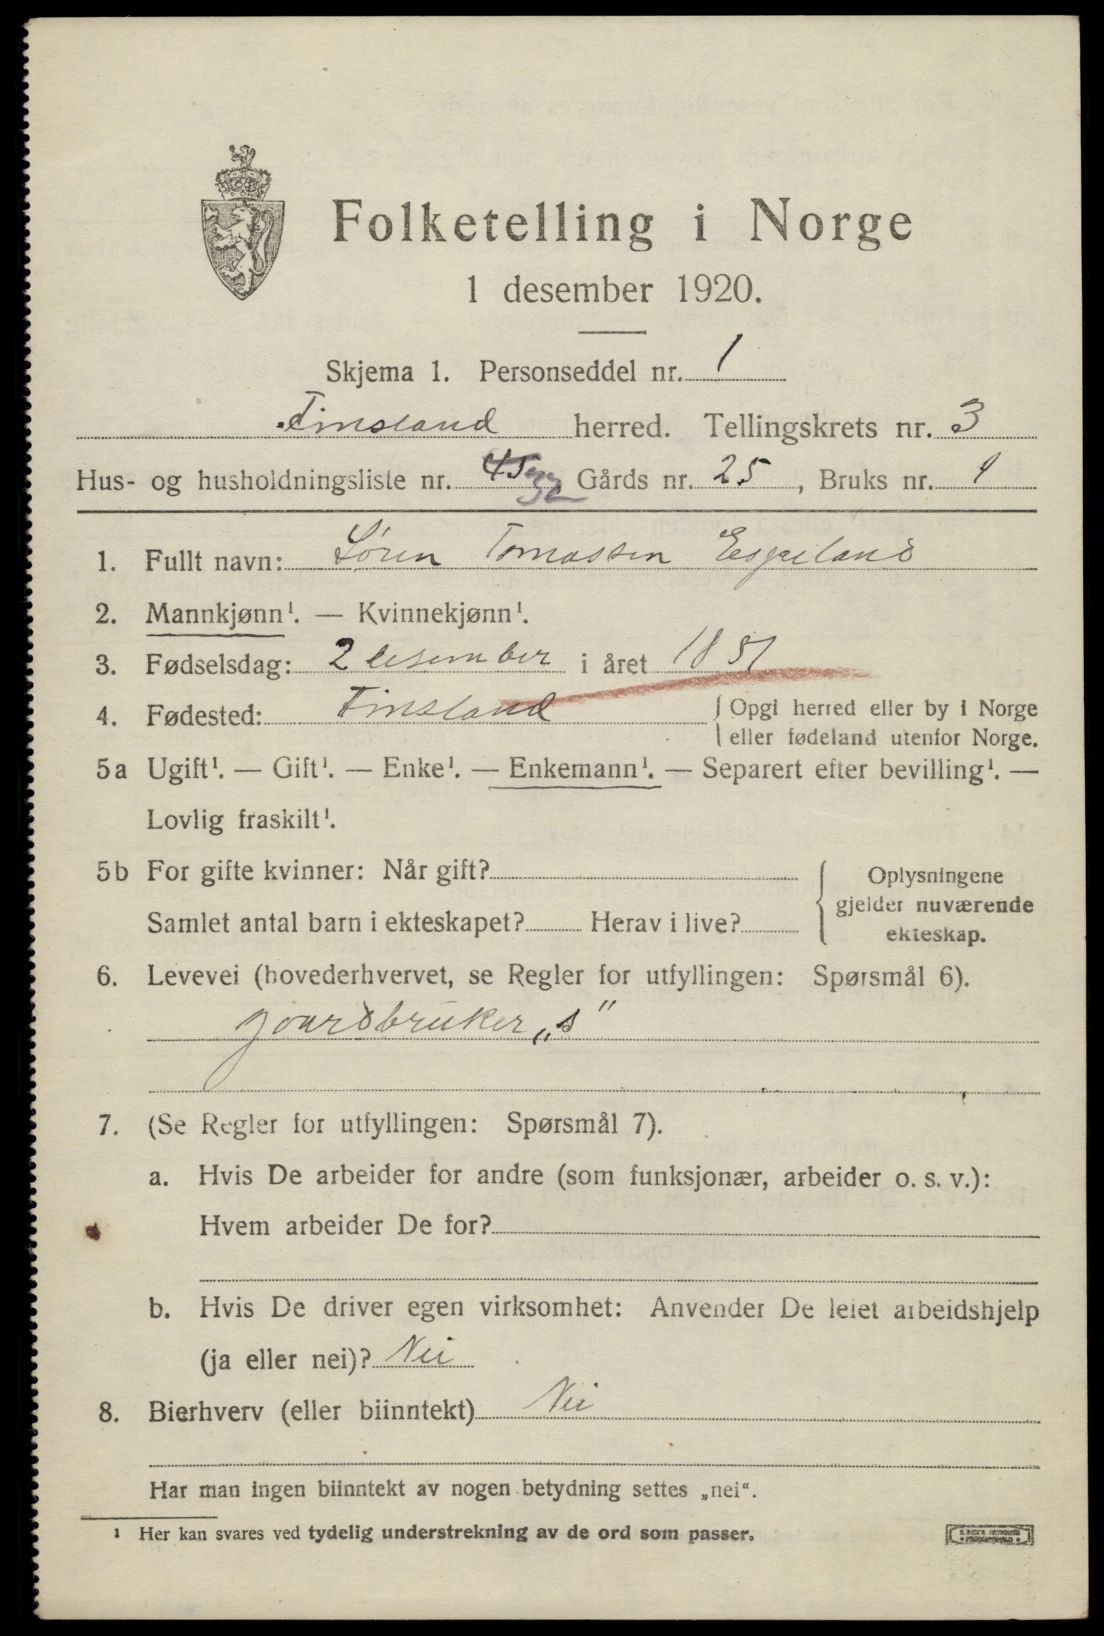 Folketelling i Norge
1 desember 1920.
Skjema 1. Personseddel nr. 1
Finsland herred. Tellingskrets nr. 3
Hus- og husholdningsliste nr. 45 32 Gårds nr. 25, Bruks nr. 1
1. Fullt navn: Søren Tomassen Espeland
2. Mannkjønn¹. — Kvinnekjønn¹.
3. Fødselsdag: 2 desember i året 1851
4. Fødested: Finsland { Opgi herred eller by i Norge
eller fødeland utenfor Norge.
5a Ugift¹. — Gift¹. — Enke¹. — Enkemann¹. — Separert efter bevilling¹. —
Lovlig fraskilt¹.
5b For gifte kvinner: Når gift?
Samlet antal barn i ekteskapet? Herav i live?
{ Oplysningene
gjelder nuværende
ekteskap.
6. Levevei (hovederhvervet, se Regler for utfyllingen: Spørsmål 6).
gaardbruker „s"
7. (Se Regler for utfyllingen: Spørsmål 7).
a. Hvis De arbeider for andre (som funksjonær, arbeider o. s. v.):
Hvem arbeider De for?
b. Hvis De driver egen virksomhet: Anvender De leiet arbeidshjelp
(ja eller nei)? Nei
8. Bierhverv (eller biinntekt) Nei
Har man ingen biinntekt av nogen betydning settes „nei".
¹ Her kan svares ved tydelig understrekning av de ord som passer.